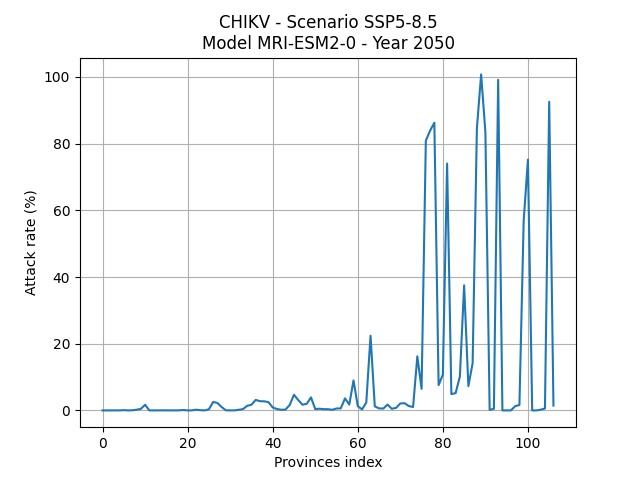 CHIKV - Scenario SSP5-8.5
Model MRI-ESM2-0 - Year 2050
100
80
60
40
20
0
Attack rate (%)
0 20 40 60 80 100
Provinces index